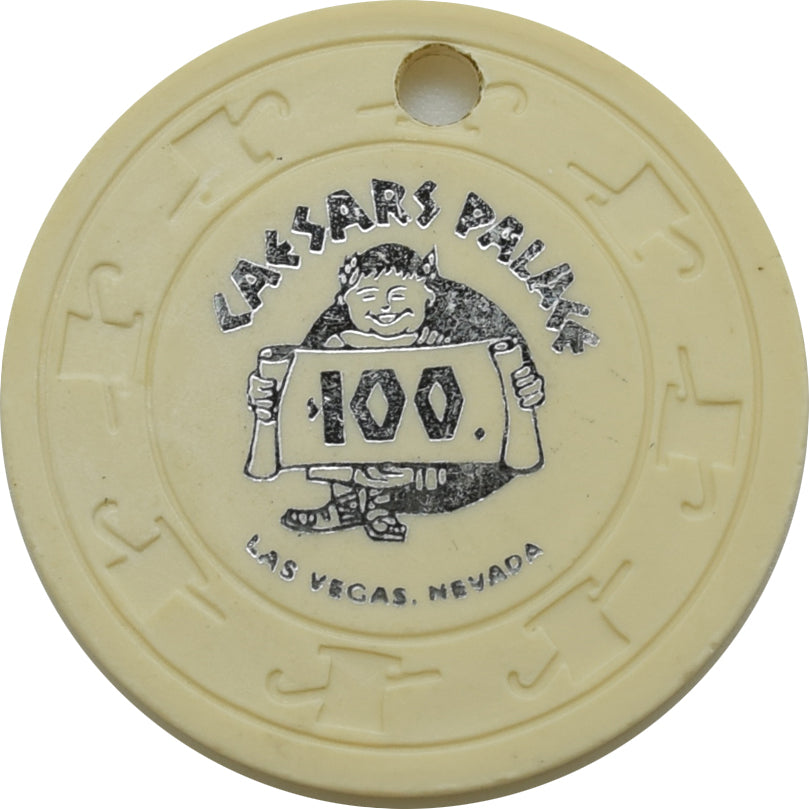 CAESARS PALACE
$100.
LAS VEGAS, NEVADA